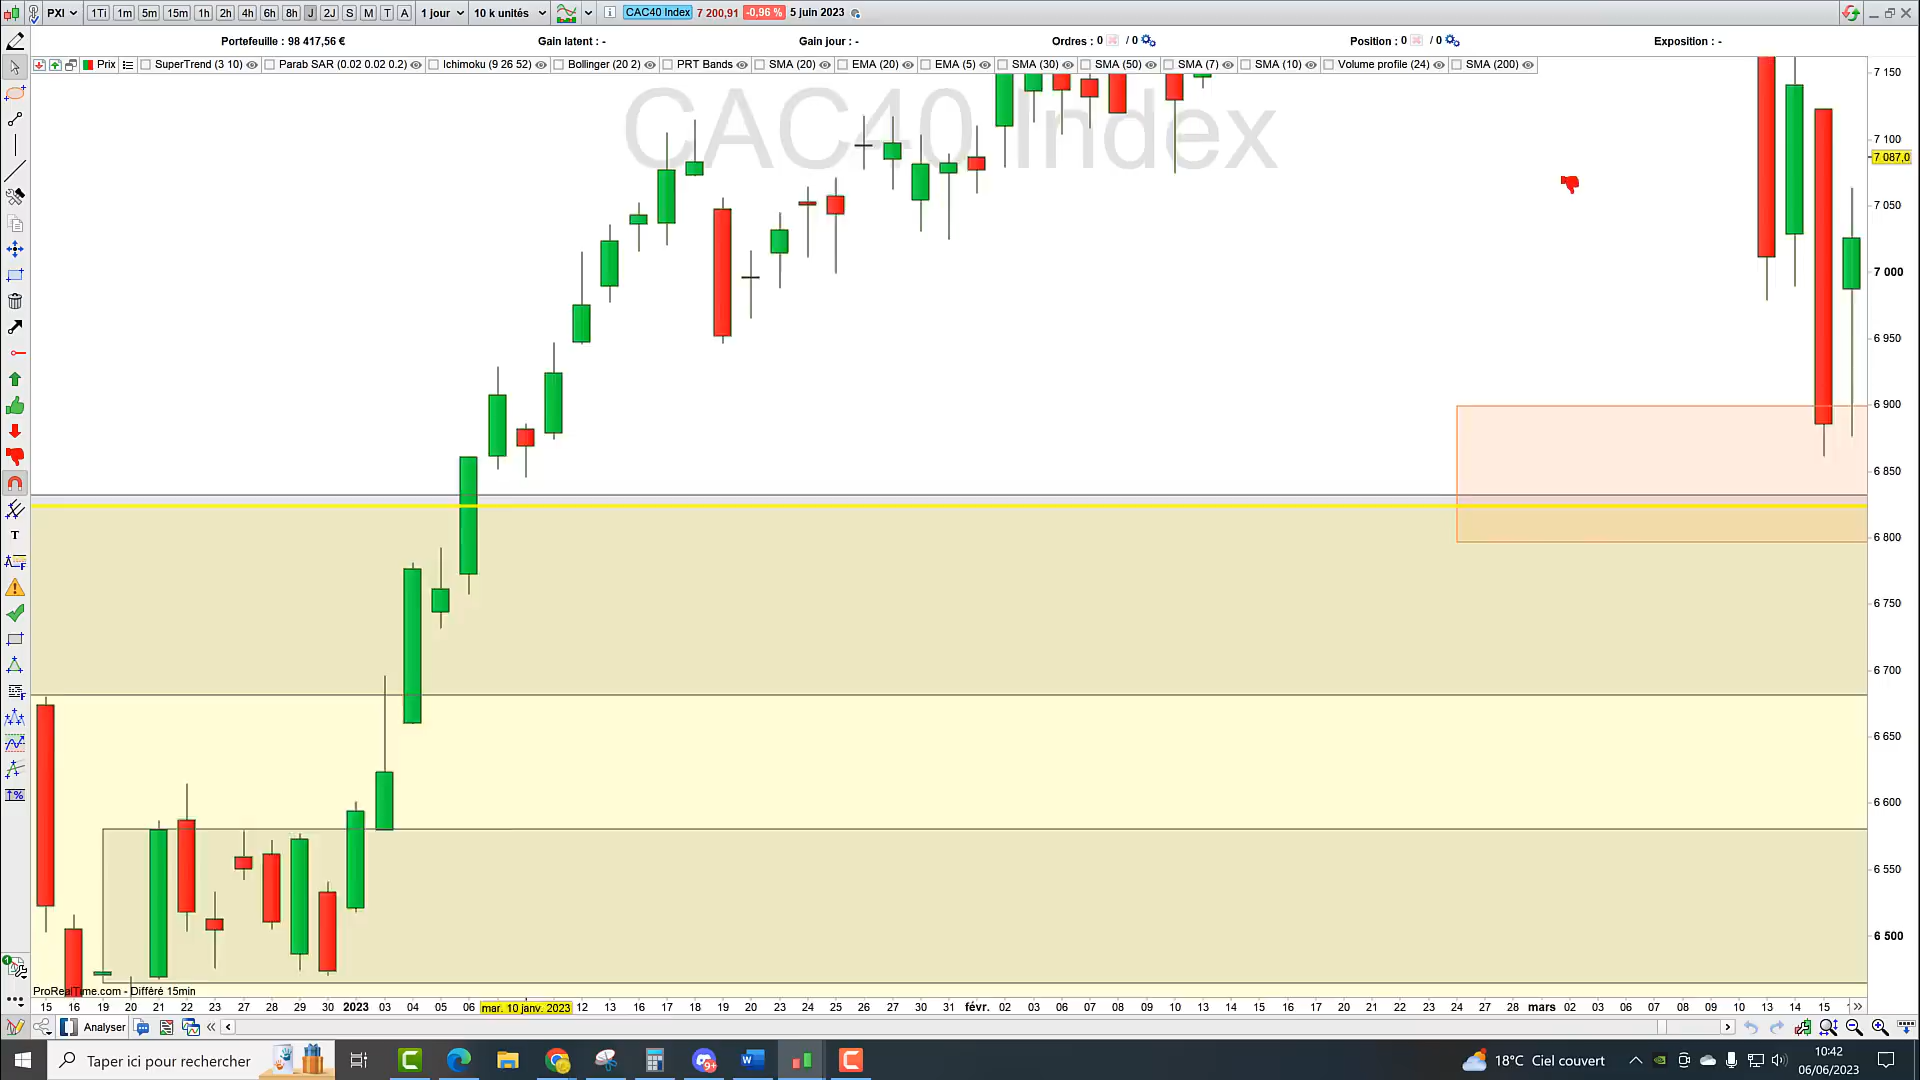 PXI 1Ti 1m 5m 15m 1h 2h 4h 6h 8h J 2J S M T A 1 jour 10 k unités i CAC40 Index 7 200,91 -0,96 % 5 juin 2023
Portefeuille : 98 417,56 € Gain latent : - Gain jour : - Ordres : 0 / 0 Position : 0 / 0 Exposition : -
Prix SuperTrend (3 10) Parab SAR (0.02 0.02 0.2) Ichimoku (9 26 52) Bollinger (20 2) PRT Bands SMA (20) EMA (20) EMA (5) SMA (30) SMA (50) SMA (7) SMA (10) Volume profile (24) SMA (200)
CAC40 Index
7 150
7 100
7 087,0
7 050
7 000
6 950
6 900
6 850
6 800
6 750
6 700
6 650
6 600
6 550
6 500
T
ProRealTime.com - Différé 15min
15 16 19 20 21 22 23 27 28 29 30 2023 03 04 05 06 mar. 10 janv. 2023 12 13 16 17 18 19 20 23 24 25 26 27 30 31 févr. 02 03 06 07 08 09 10 13 14 15 16 17 20 21 22 23 24 27 28 mars 02 03 06 07 08 09 10 13 14 15
Analyser
Taper ici pour rechercher 18°C Ciel couvert 10:42
06/06/2023